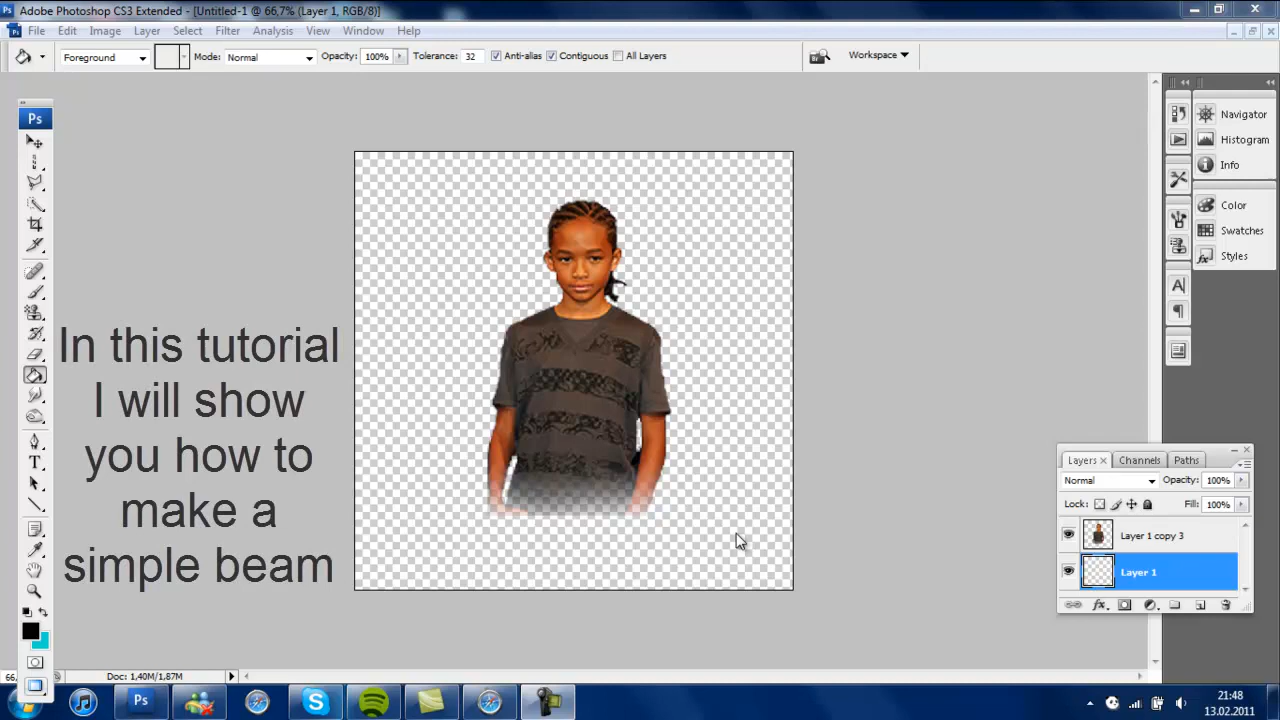 Adobe Photoshop CS3 Extended - [Untitled-1 @ 66,7% (Layer 1, RGB/8)]
File Edit Image Layer Select Filter Analysis View Window Help
Foreground Mode: Normal Opacity: 100% Tolerance: 32 Anti-alias Contiguous All Layers Workspace
Ps
Navigator
Histogram
Info
Color
Swatches
Styles
In this tutorial
I will show
you how to
make a
simple beam
Layers Channels Paths
Normal Opacity: 100%
Lock: Fill: 100%
Layer 1 copy 3
Layer 1
Doc: 1,40M/1,87M
21:48
13.02.2011